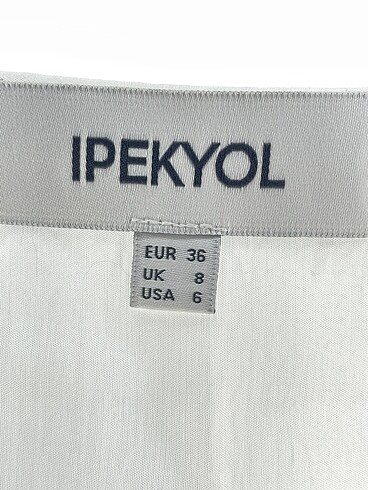 IPEKYOL
EUR 36
UK 8
USA 6